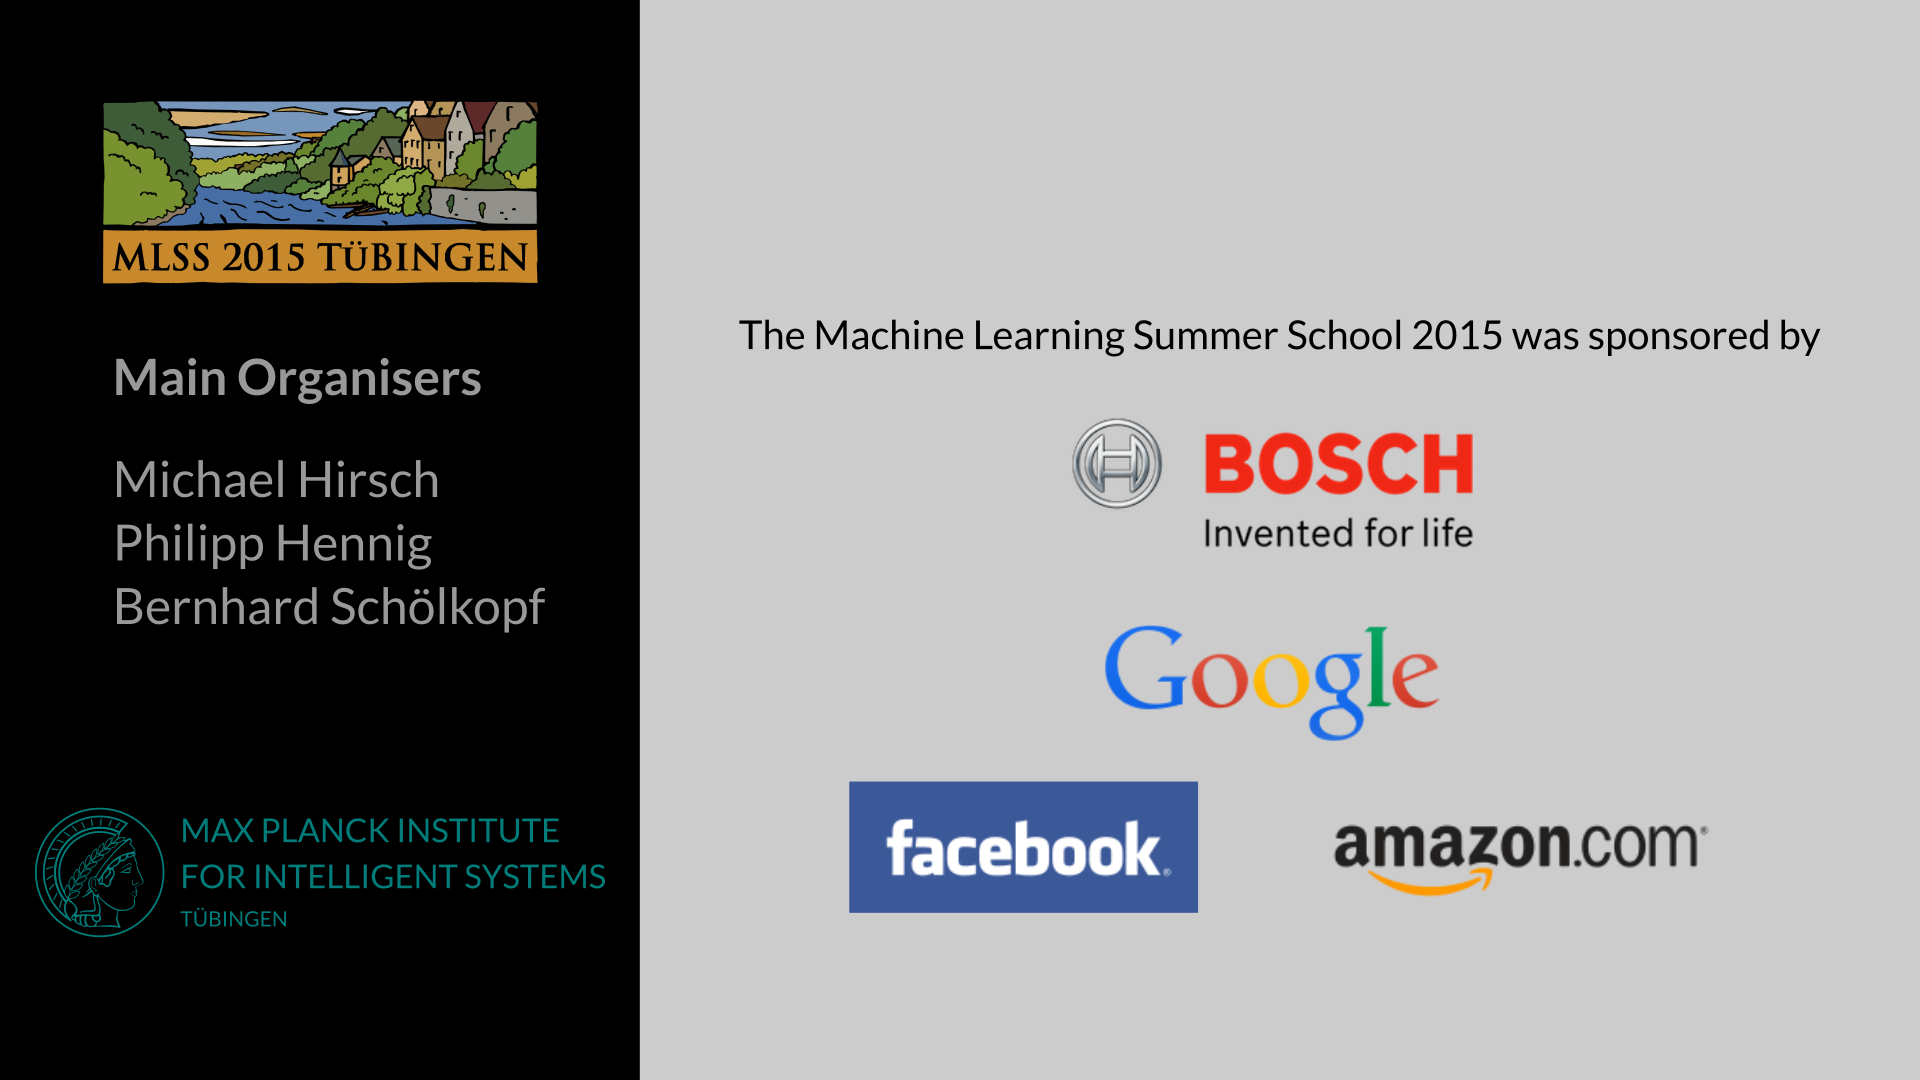 MLSS 2015 TÜBINGEN
Main Organisers
Michael Hirsch
Philipp Hennig
Bernhard Schölkopf
MAX PLANCK INSTITUTE
FOR INTELLIGENT SYSTEMS
TÜBINGEN
The Machine Learning Summer School 2015 was sponsored by
BOSCH
Invented for life
Google
facebook®
amazon.com®